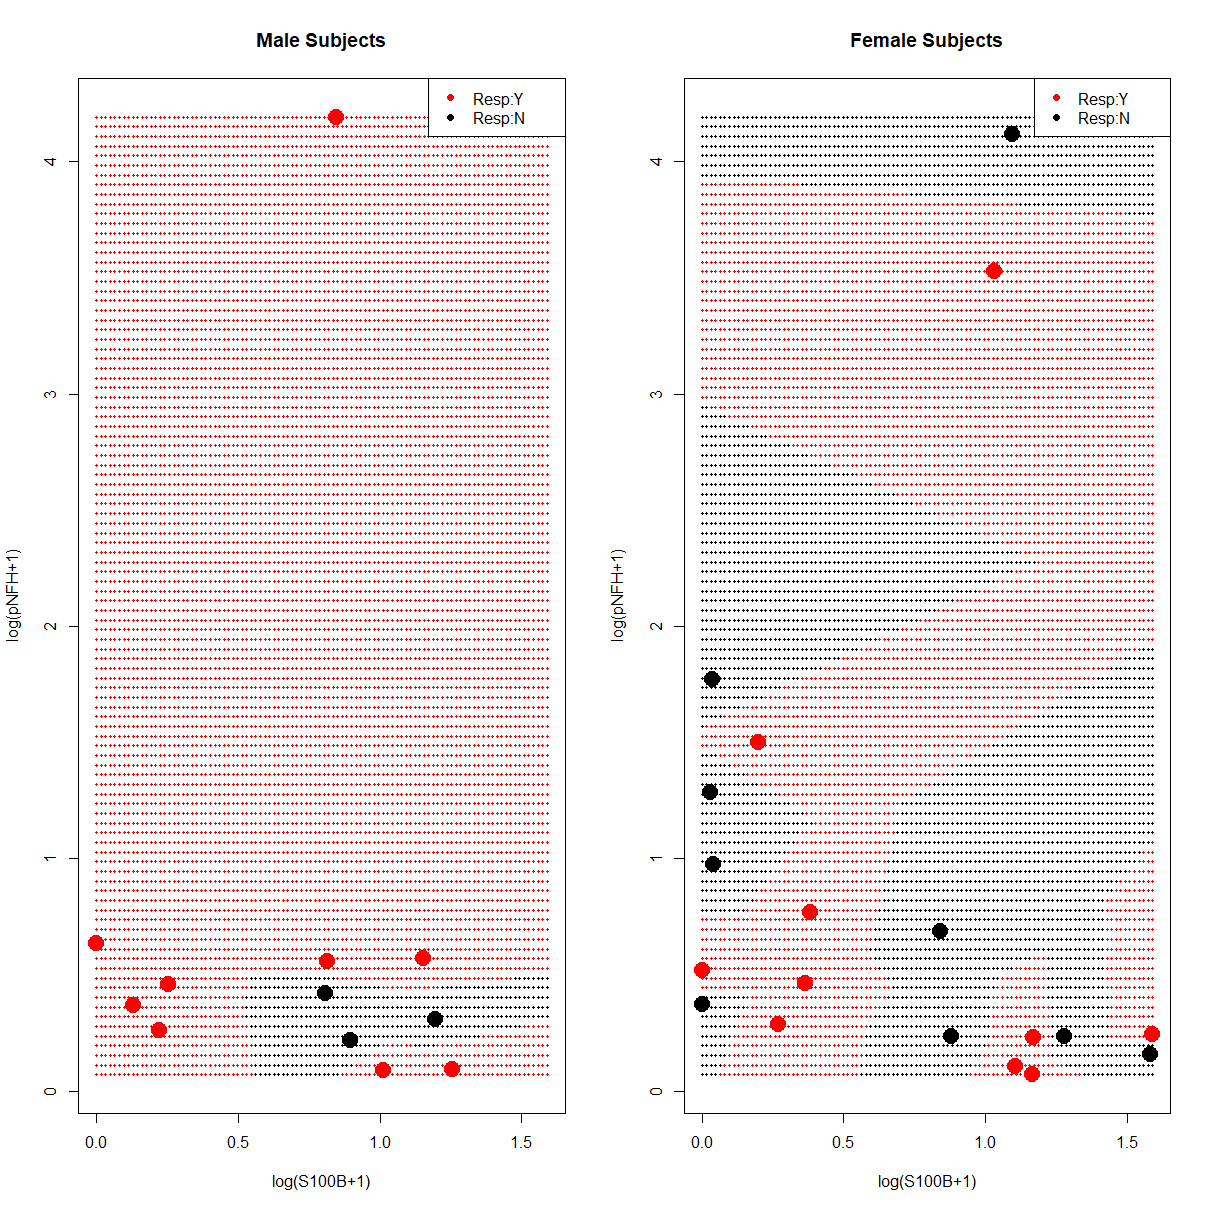 Male Subjects
Resp:Y
Resp:N
4
3
2
1
0
log(pNFH+1)
0.0 0.5 1.0 1.5
log(S100B+1)
Female Subjects
Resp:Y
Resp:N
4
3
2
1
0
log(pNFH+1)
0.0 0.5 1.0 1.5
log(S100B+1)